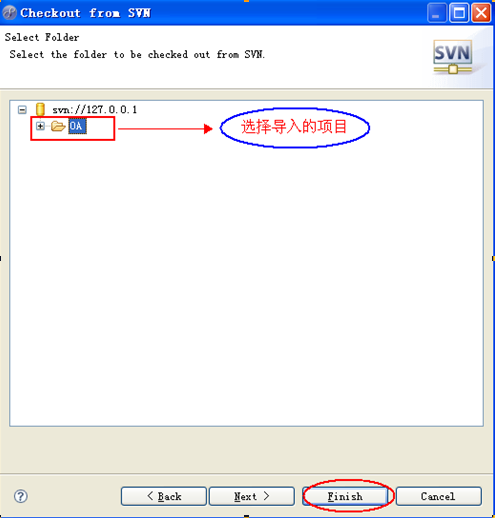 Checkout from SVN
Select Folder
Select the folder to be checked out from SVN.
SVN
svn://127.0.0.1
OA
选择导入的项目
?
< Back
Next >
Finish
Cancel